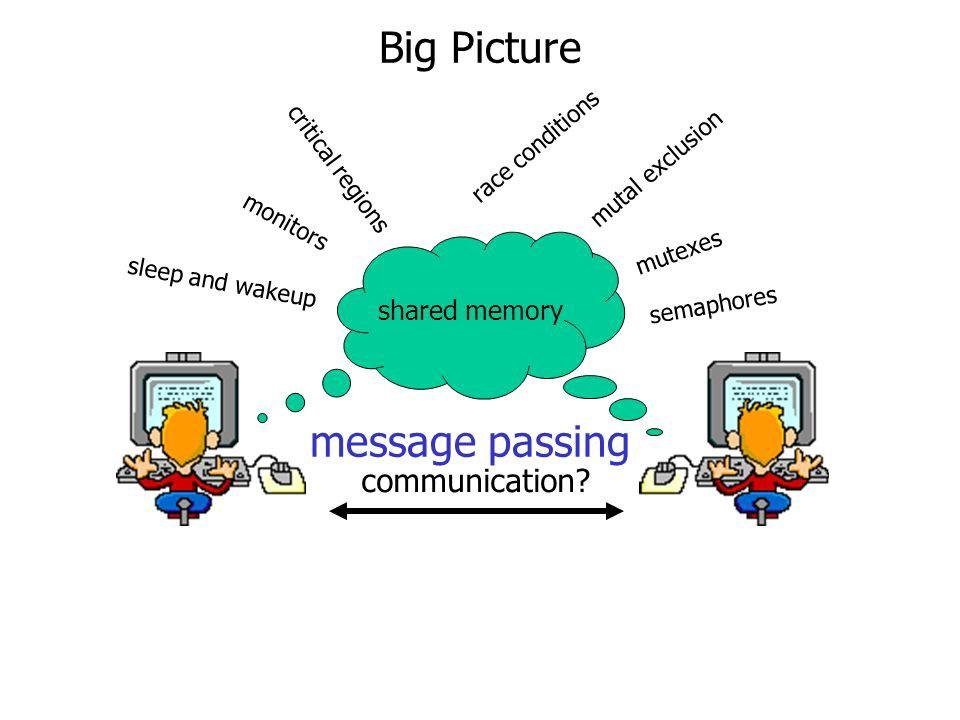 Big Picture
critical regions
race conditions
mutal exclusion
monitors
mutexes
sleep and wakeup
semaphores
shared memory
message passing
communication?